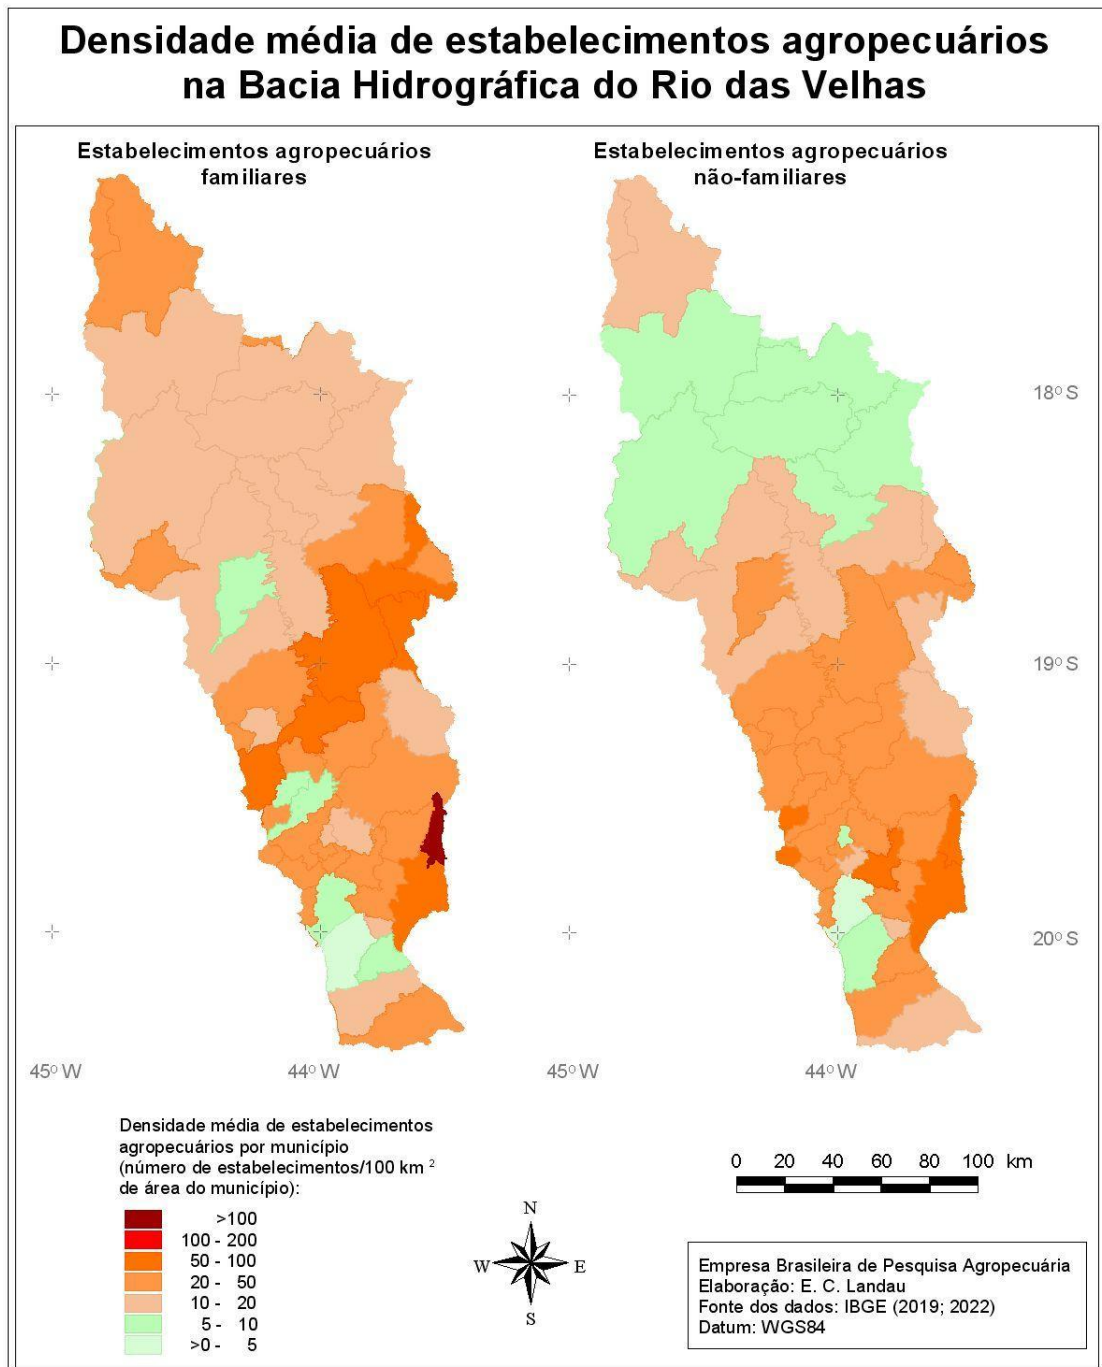 Densidade média de estabelecimentos agropecuários
na Bacia Hidrográfica do Rio das Velhas
Estabelecimentos agropecuários
familiares
Estabelecimentos agropecuários
não-familiares
18º S
19º S
20º S
45º W
44º W
45º W
44º W
Densidade média de estabelecimentos
agropecuários por município
(número de estabelecimentos/100 km ²
de área do município):
>100
100 - 200
50 - 100
20 - 50
10 - 20
5 - 10
>0 - 5
N
W
E
S
0 20 40 60 80 100 km
Empresa Brasileira de Pesquisa Agropecuária
Elaboração: E. C. Landau
Fonte dos dados: IBGE (2019; 2022)
Datum: WGS84